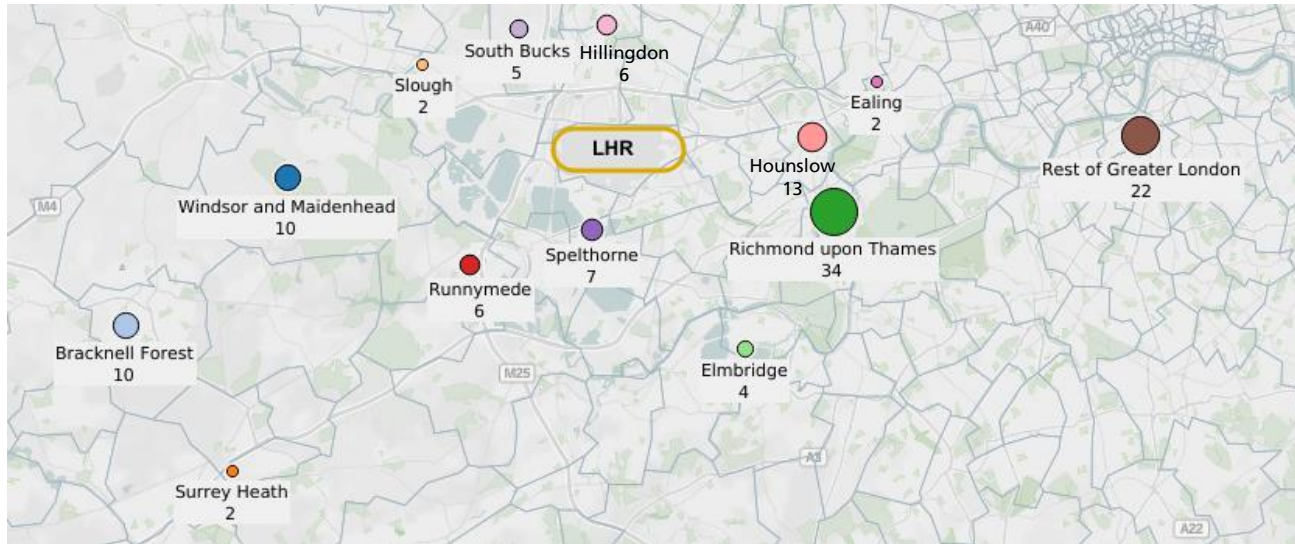 A40
South Bucks
5
Hillingdon
6
Slough
2
Ealing
2
LHR
Hounslow
13
Rest of Greater London
22
M4
Windsor and Maidenhead
10
Spelthorne
7
Richmond upon Thames
34
Runnymede
6
Bracknell Forest
10
M25
Elmbridge
4
A3
Surrey Heath
2
A22